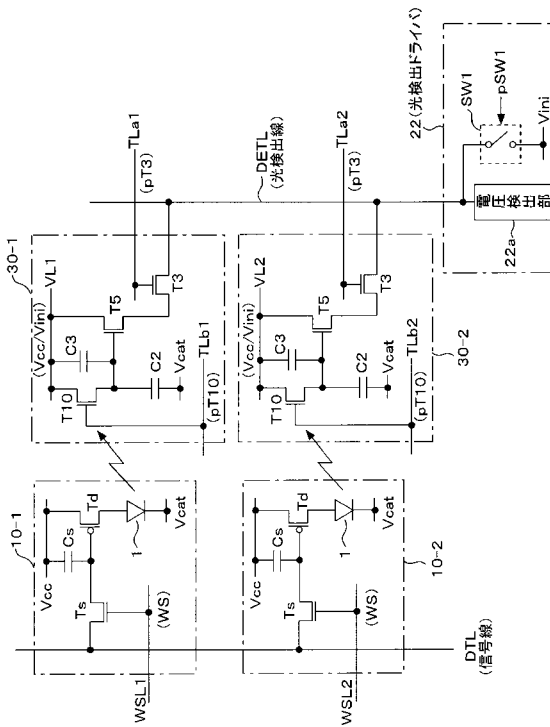 10-1
Vcc
Cs
Ts
Td
1
Vcat
WSL1
(WS)
30-1
VL1
(Vcc/Vini)
T10
C3
T5
C2
Vcat
T3
TLb1
(pT10)
TLa1
(pT3)
DETL
(光検出線)
10-2
Vcc
Cs
Ts
Td
1
Vcat
WSL2
(WS)
DTL
(信号線)
30-2
VL2
(Vcc/Vini)
T10
C3
T5
C2
Vcat
T3
TLb2
(pT10)
TLa2
(pT3)
22(光検出ドライバ)
SW1
pSW1
Vini
電圧検出部
22a